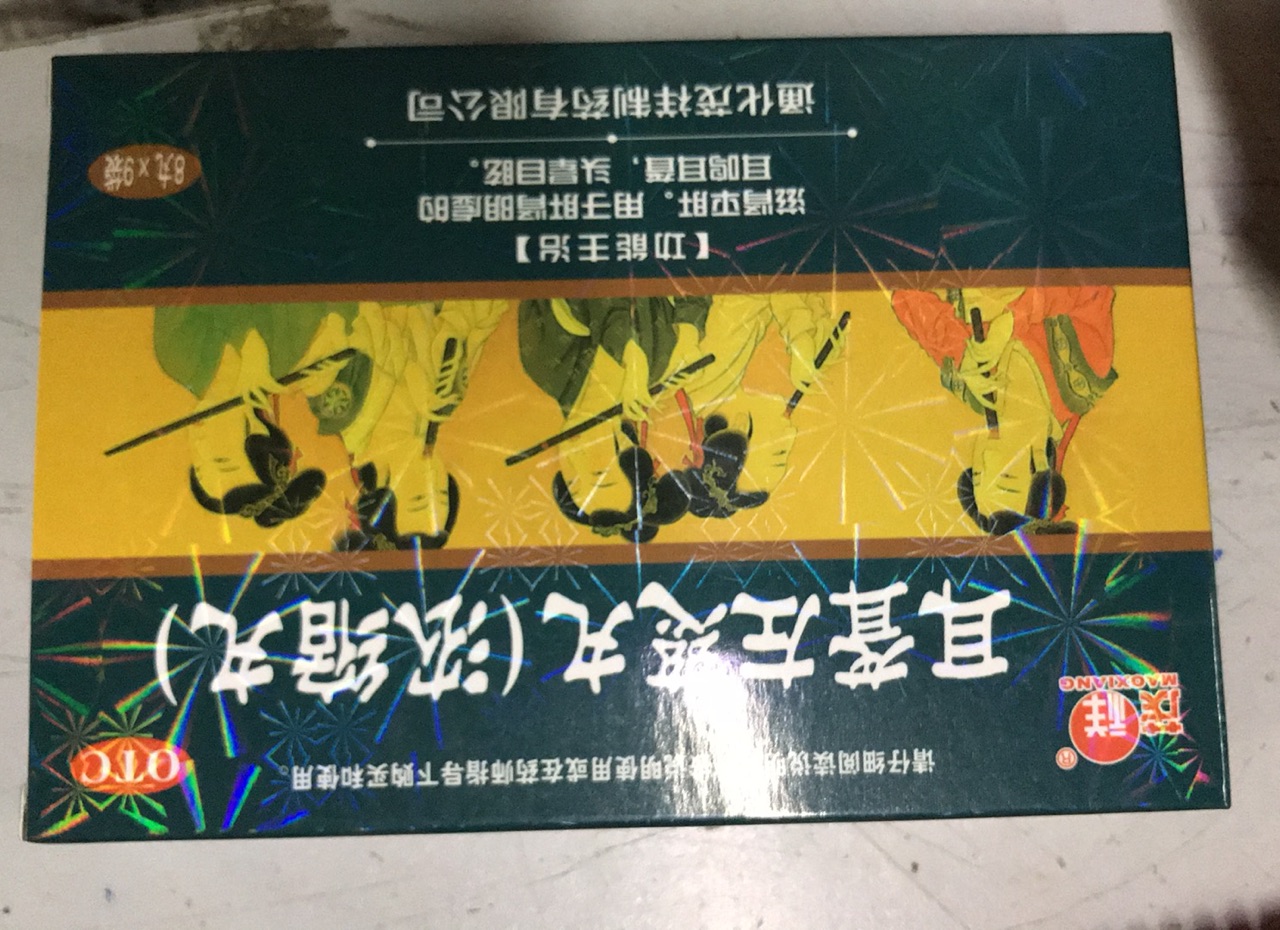 请仔细阅读说明书并按说明使用或在药师指导下购买和使用。
®
茂祥
MAOXIANG
OTC
耳聋左慈丸(浓缩丸)
【功能主治】
滋肾平肝。用于肝肾阴虚的
耳鸣耳聋，头晕目眩。
8丸×9袋
通化茂祥制药有限公司